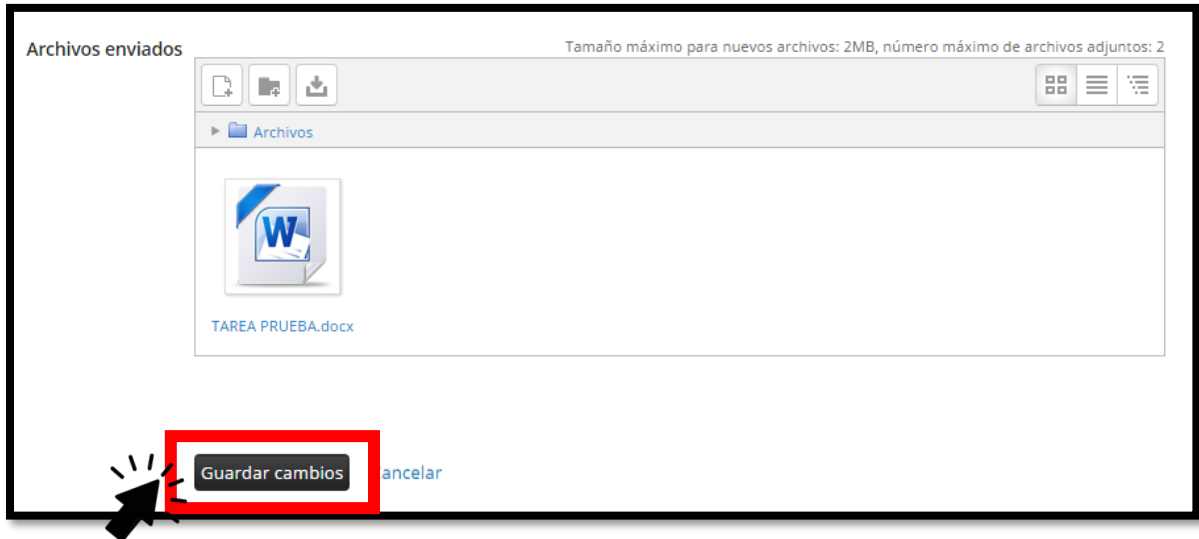 Archivos enviados
Tamaño máximo para nuevos archivos: 2MB, número máximo de archivos adjuntos: 2
Archivos
W
TAREA PRUEBA.docx
Guardar cambios
ancelar